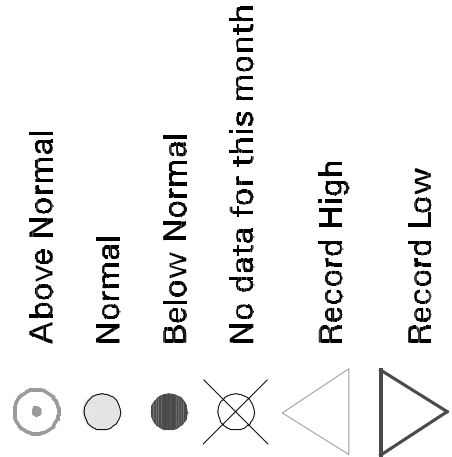 Above Normal
Normal
Below Normal
No data for this month
Record High
Record Low